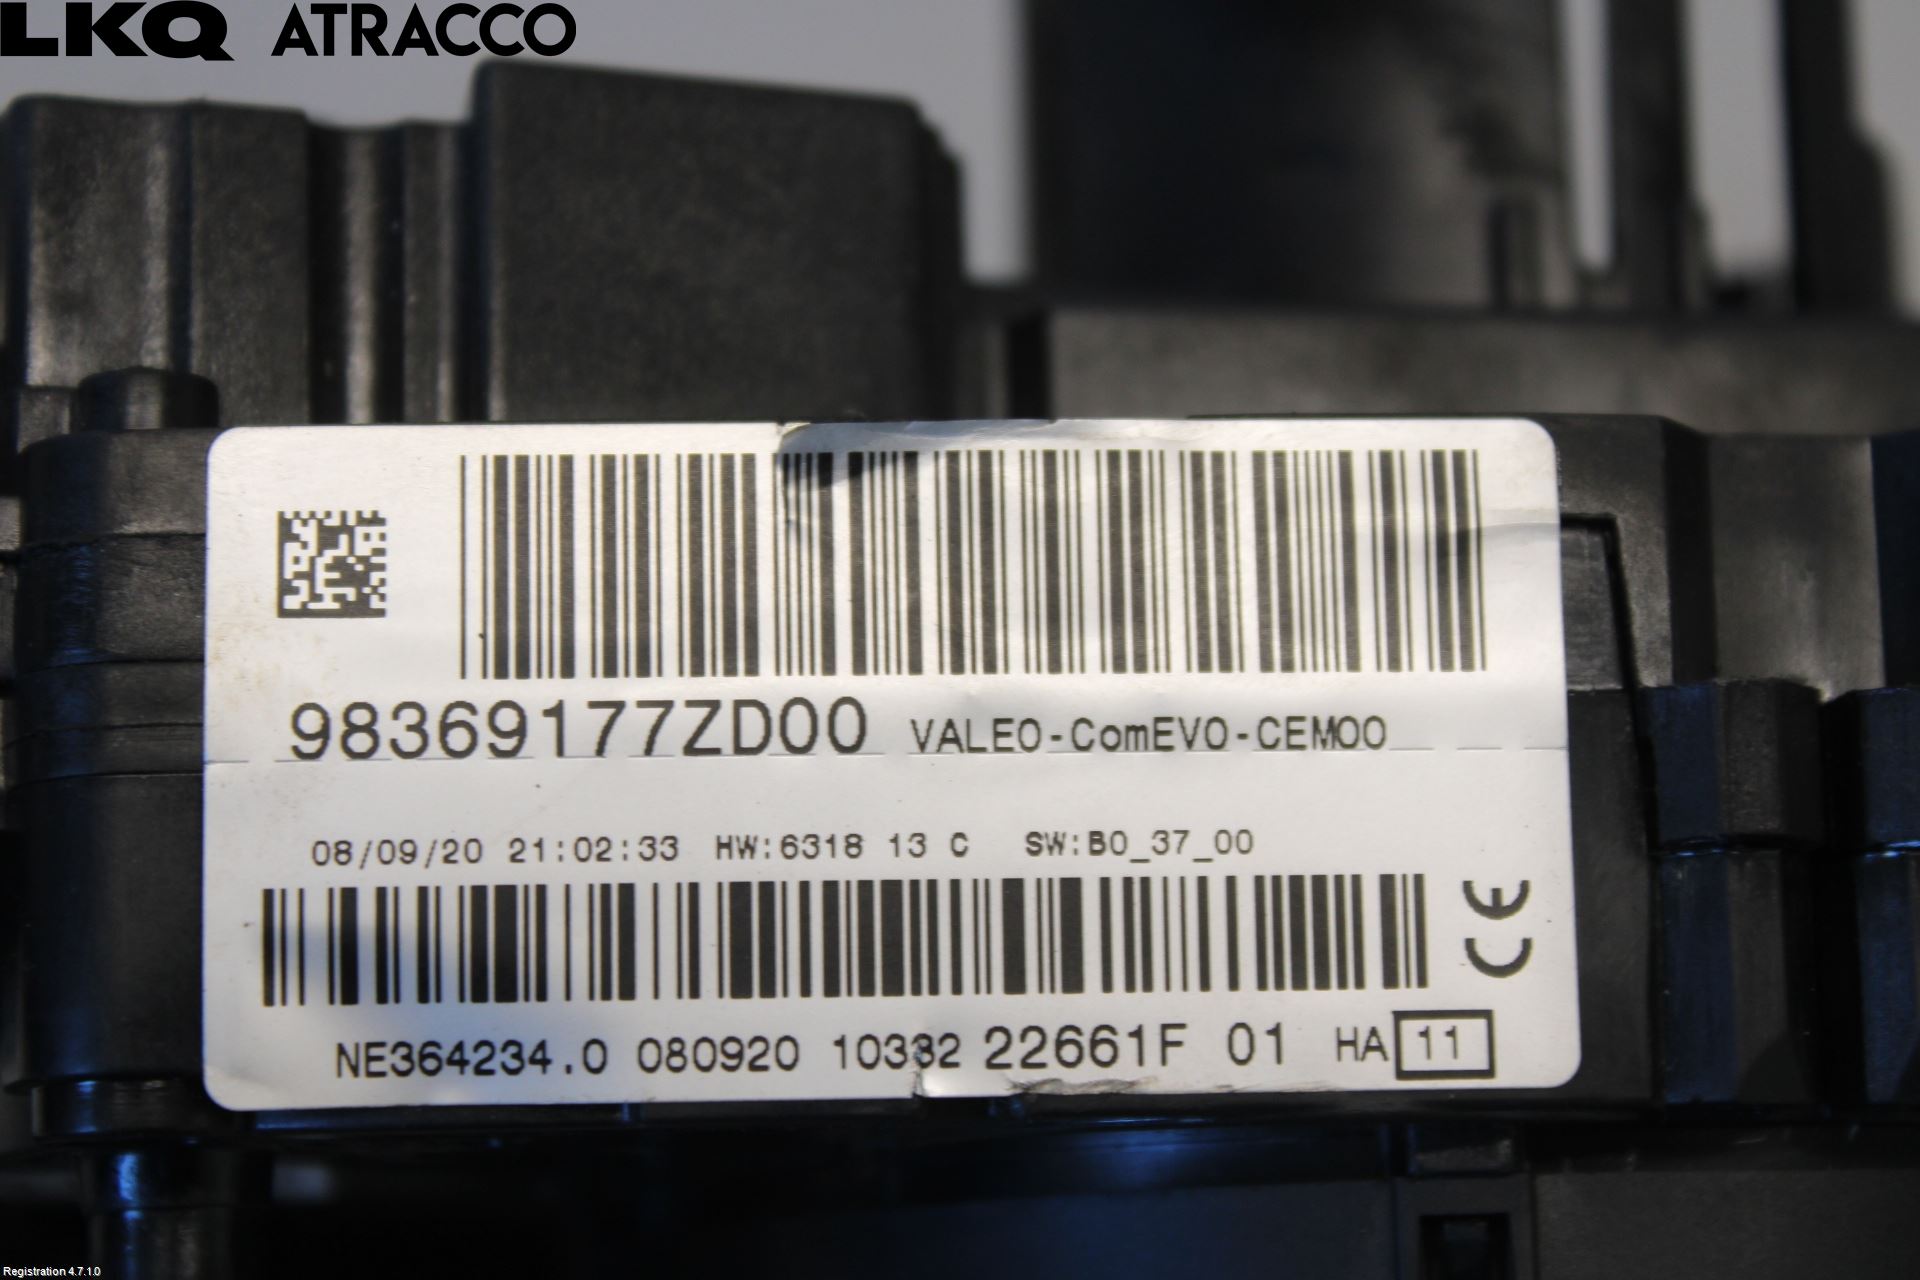 LKQ ATRACCO
98369177ZD00 VALEO-ComEVO-CEM00
08/09/20 21:02:33 HW:6318 13 C SW:B0_37_00
CE
NE364234.0 080920 10332 22661F 01 HA 11
Registration 4.7.1.0